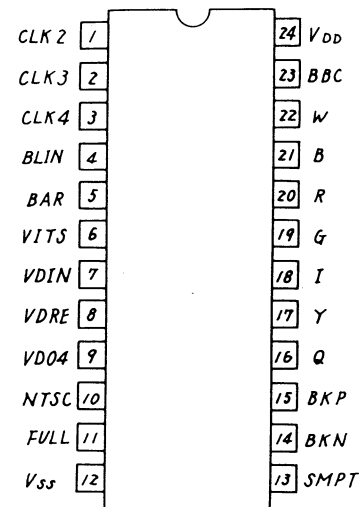 CLK2 1 24 VDD
CLK3 2 23 BBC
CLK4 3 22 W
BLIN 4 21 B
BAR 5 20 R
VITS 6 19 G
VDIN 7 18 I
VDRE 8 17 Y
VD04 9 16 Q
NTSC 10 15 BKP
FULL 11 14 BKN
Vss 12 13 SMPT